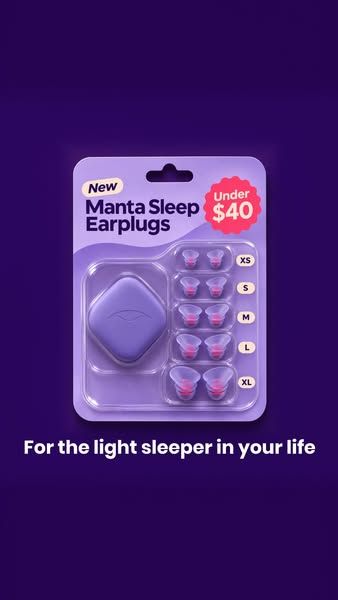 New
Manta Sleep
Earplugs
Under
$40
XS
S
M
L
XL
For the light sleeper in your life